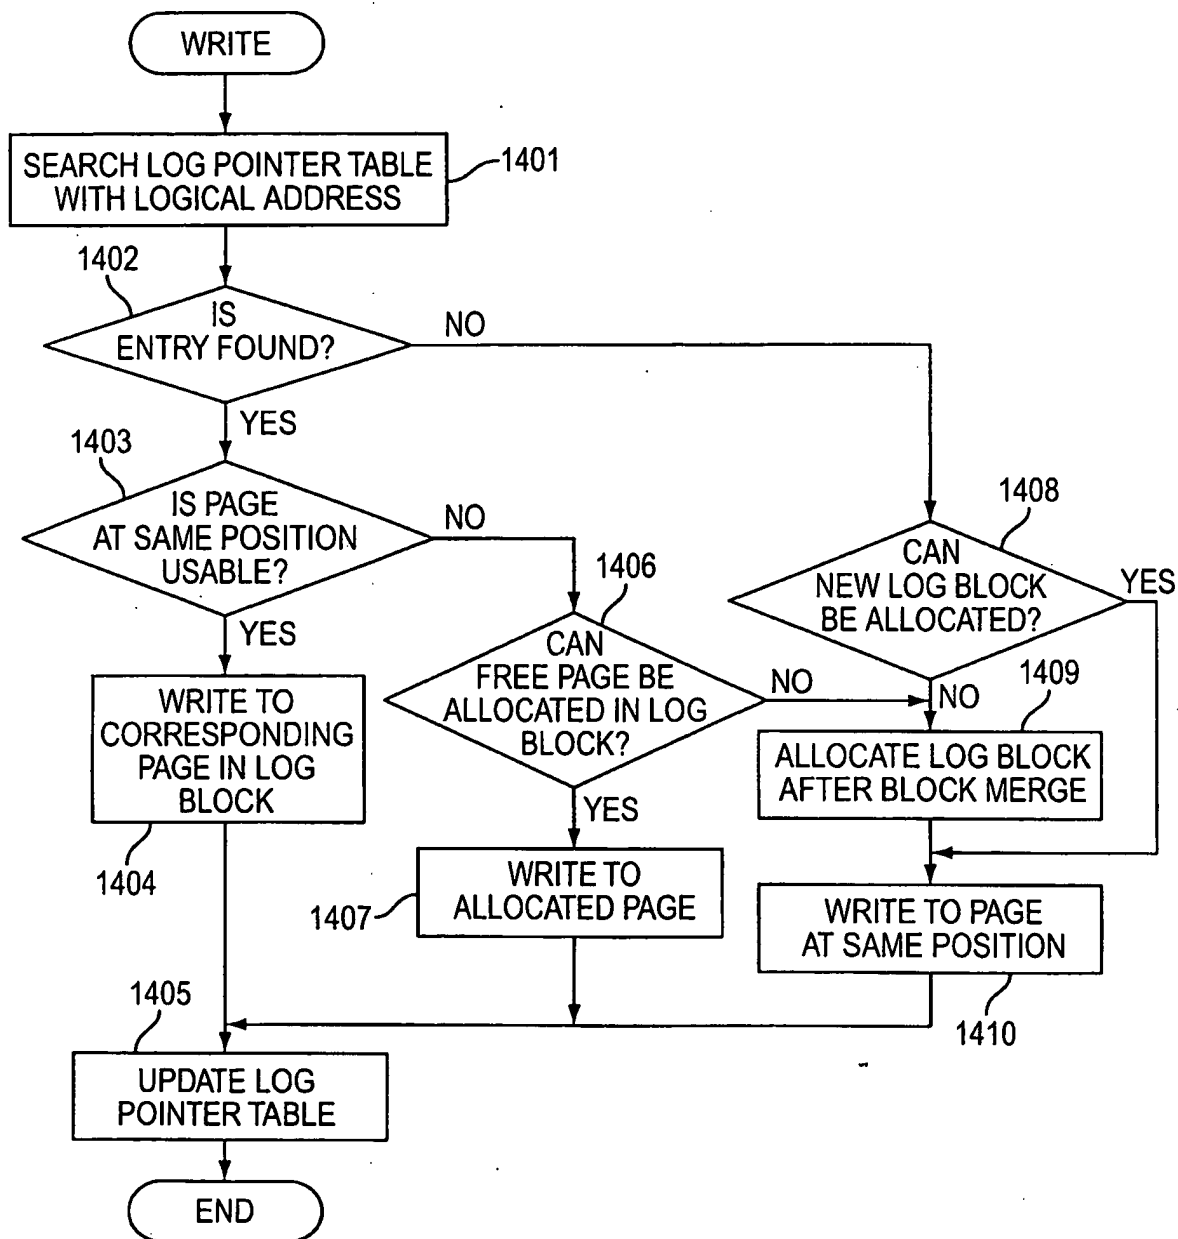 WRITE
SEARCH LOG POINTER TABLE
WITH LOGICAL ADDRESS
1401
1402
IS
ENTRY FOUND?
NO
YES
1403
IS PAGE
AT SAME POSITION
USABLE?
NO
YES
1406
CAN
FREE PAGE BE
ALLOCATED IN LOG
BLOCK?
NO
YES
1408
CAN
NEW LOG BLOCK
BE ALLOCATED?
YES
NO
1409
ALLOCATE LOG BLOCK
AFTER BLOCK MERGE
WRITE TO
CORRESPONDING
PAGE IN LOG
BLOCK
1404
WRITE TO
ALLOCATED PAGE
1407
WRITE TO PAGE
AT SAME POSITION
1410
1405
UPDATE LOG
POINTER TABLE
END